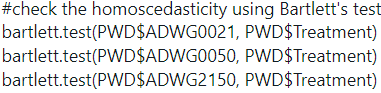 #check the homoscedasticity using Bartlett's test
bartlett.test(PWD$ADWG0021, PWD$Treatment)
bartlett.test(PWD$ADWG0050, PWD$Treatment)
bartlett.test(PWD$ADWG2150, PWD$Treatment)